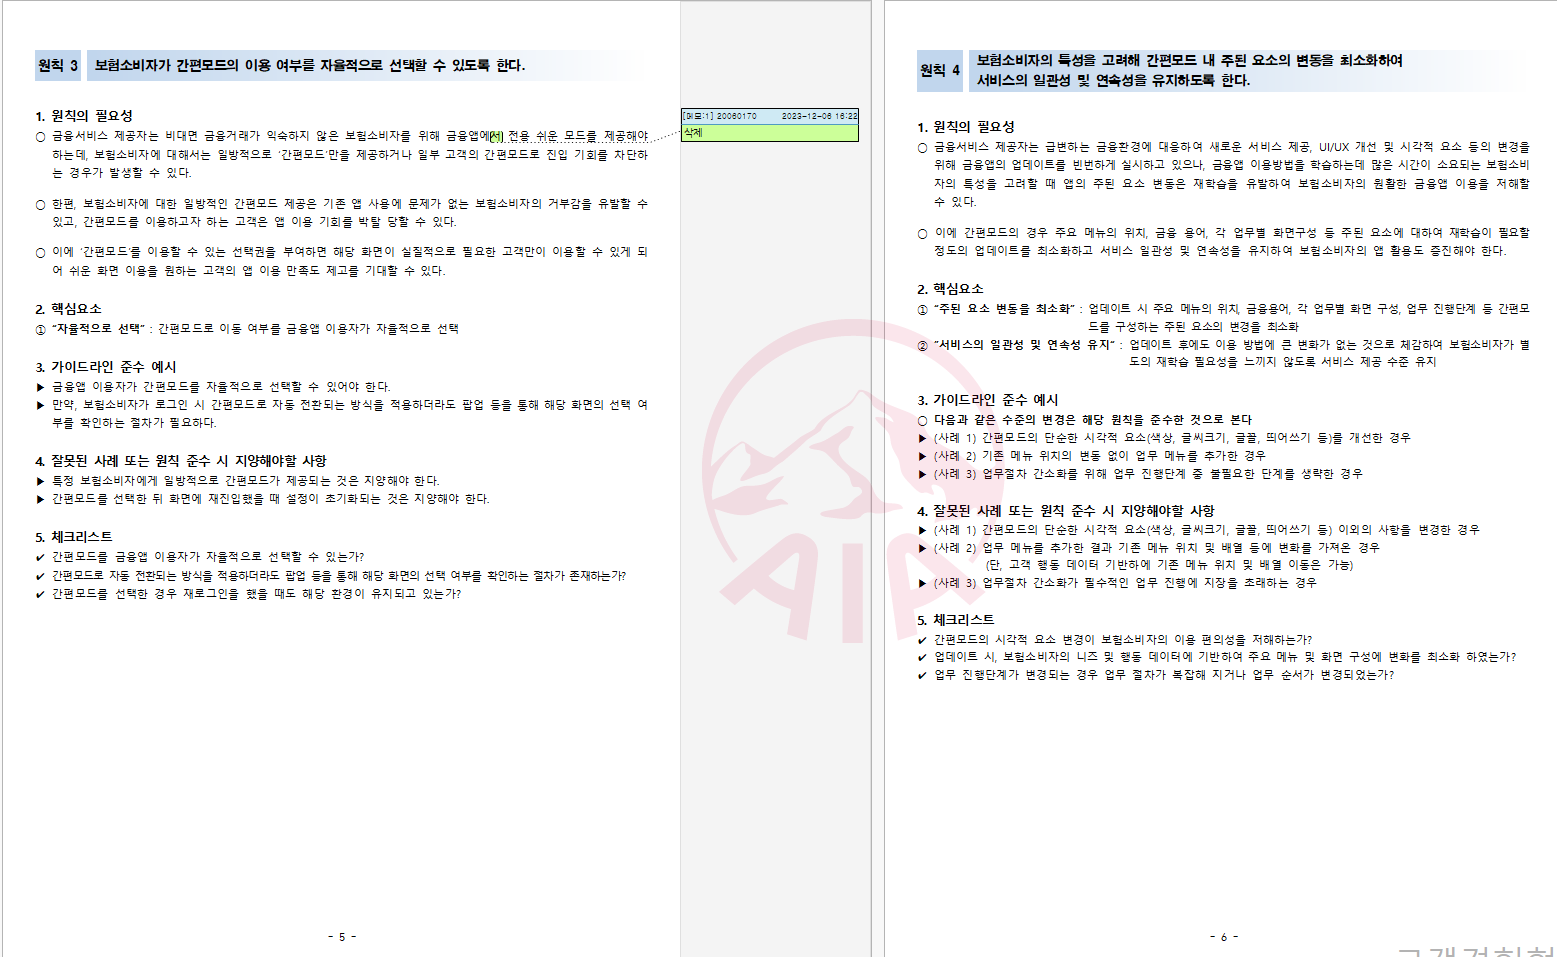 원칙 3 보험소비자가 간편모드의 이용 여부를 자율적으로 선택할 수 있도록 한다.
1. 원칙의 필요성
○ 금융서비스 제공자는 비대면 금융거래가 익숙하지 않은 보험소비자를 위해 금융앱에서 전용 쉬운 모드를 제공해야
하는데, 보험소비자에 대해서는 일방적으로 ‘간편모드’만을 제공하거나 일부 고객의 간편모드로 진입 기회를 차단하
는 경우가 발생할 수 있다.
○ 한편, 보험소비자에 대한 일방적인 간편모드 제공은 기존 앱 사용에 문제가 없는 보험소비자의 거부감을 유발할 수
있고, 간편모드를 이용하고자 하는 고객은 앱 이용 기회를 박탈 당할 수 있다.
○ 이에 ‘간편모드’를 이용할 수 있는 선택권을 부여하면 해당 화면이 실질적으로 필요한 고객만이 이용할 수 있게 되
어 쉬운 화면 이용을 원하는 고객의 앱 이용 만족도 제고를 기대할 수 있다.
2. 핵심요소
① “자율적으로 선택” : 간편모드로 이동 여부를 금융앱 이용자가 자율적으로 선택
3. 가이드라인 준수 예시
▶ 금융앱 이용자가 간편모드를 자율적으로 선택할 수 있어야 한다.
▶ 만약, 보험소비자가 로그인 시 간편모드로 자동 전환되는 방식을 적용하더라도 팝업 등을 통해 해당 화면의 선택 여
부를 확인하는 절차가 필요하다.
4. 잘못된 사례 또는 원칙 준수 시 지양해야할 사항
▶ 특정 보험소비자에게 일방적으로 간편모드가 제공되는 것은 지양해야 한다.
▶ 간편모드를 선택한 뒤 화면에 재진입했을 때 설정이 초기화되는 것은 지양해야 한다.
5. 체크리스트
✔ 간편모드를 금융앱 이용자가 자율적으로 선택할 수 있는가?
✔ 간편모드로 자동 전환되는 방식을 적용하더라도 팝업 등을 통해 해당 화면의 선택 여부를 확인하는 절차가 존재하는가?
✔ 간편모드를 선택한 경우 재로그인을 했을 때도 해당 환경이 유지되고 있는가?
- 5 -
[메모:1] 20060170 2023-12-06 16:22
삭제
AIA
원칙 4 보험소비자의 특성을 고려해 간편모드 내 주된 요소의 변동을 최소화하여
서비스의 일관성 및 연속성을 유지하도록 한다.
1. 원칙의 필요성
○ 금융서비스 제공자는 급변하는 금융환경에 대응하여 새로운 서비스 제공, UI/UX 개선 및 시각적 요소 등의 변경을
위해 금융앱의 업데이트를 빈번하게 실시하고 있으나, 금융앱 이용방법을 학습하는데 많은 시간이 소요되는 보험소비
자의 특성을 고려할 때 앱의 주된 요소 변동은 재학습을 유발하여 보험소비자의 원활한 금융앱 이용을 저해할
수 있다.
○ 이에 간편모드의 경우 주요 메뉴의 위치, 금융 용어, 각 업무별 화면구성 등 주된 요소에 대하여 재학습이 필요할
정도의 업데이트를 최소화하고 서비스 일관성 및 연속성을 유지하여 보험소비자의 앱 활용도 증진해야 한다.
2. 핵심요소
① “주된 요소 변동을 최소화” : 업데이트 시 주요 메뉴의 위치, 금융용어, 각 업무별 화면 구성, 업무 진행단계 등 간편모
드를 구성하는 주된 요소의 변경을 최소화
② “서비스의 일관성 및 연속성 유지” : 업데이트 후에도 이용 방법에 큰 변화가 없는 것으로 체감하여 보험소비자가 별
도의 재학습 필요성을 느끼지 않도록 서비스 제공 수준 유지
3. 가이드라인 준수 예시
○ 다음과 같은 수준의 변경은 해당 원칙을 준수한 것으로 본다
▶ (사례 1) 간편모드의 단순한 시각적 요소(색상, 글씨크기, 글꼴, 띄어쓰기 등)를 개선한 경우
▶ (사례 2) 기존 메뉴 위치의 변동 없이 업무 메뉴를 추가한 경우
▶ (사례 3) 업무절차 간소화를 위해 업무 진행단계 중 불필요한 단계를 생략한 경우
4. 잘못된 사례 또는 원칙 준수 시 지양해야할 사항
▶ (사례 1) 간편모드의 단순한 시각적 요소(색상, 글씨크기, 글꼴, 띄어쓰기 등) 이외의 사항을 변경한 경우
▶ (사례 2) 업무 메뉴를 추가한 결과 기존 메뉴 위치 및 배열 등에 변화를 가져온 경우
(단, 고객 행동 데이터 기반하에 기존 메뉴 위치 및 배열 이동은 가능)
▶ (사례 3) 업무절차 간소화가 필수적인 업무 진행에 지장을 초래하는 경우
5. 체크리스트
✔ 간편모드의 시각적 요소 변경이 보험소비자의 이용 편의성을 저해하는가?
✔ 업데이트 시, 보험소비자의 니즈 및 행동 데이터에 기반하여 주요 메뉴 및 화면 구성에 변화를 최소화 하였는가?
✔ 업무 진행단계가 변경되는 경우 업무 절차가 복잡해 지거나 업무 순서가 변경되었는가?
- 6 -